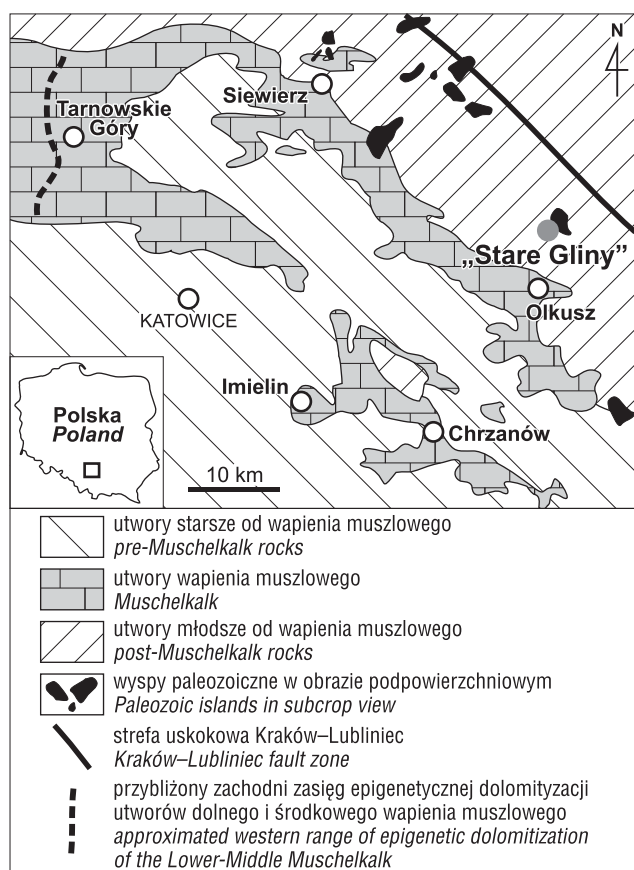 N
Siewierz
Tarnowskie
Góry
„Stare Gliny”
Olkusz
KATOWICE
Imielin
Chrzanów
Polska
Poland
10 km
utwory starsze od wapienia muszlowego
pre-Muschelkalk rocks
utwory wapienia muszlowego
Muschelkalk
utwory młodsze od wapienia muszlowego
post-Muschelkalk rocks
wyspy paleozoiczne w obrazie podpowierzchniowym
Paleozoic islands in subcrop view
strefa uskokowa Kraków–Lubliniec
Kraków–Lubliniec fault zone
przybliżony zachodni zasięg epigenetycznej dolomityzacji
utworów dolnego i środkowego wapienia muszlowego
approximated western range of epigenetic dolomitization
of the Lower-Middle Muschelkalk